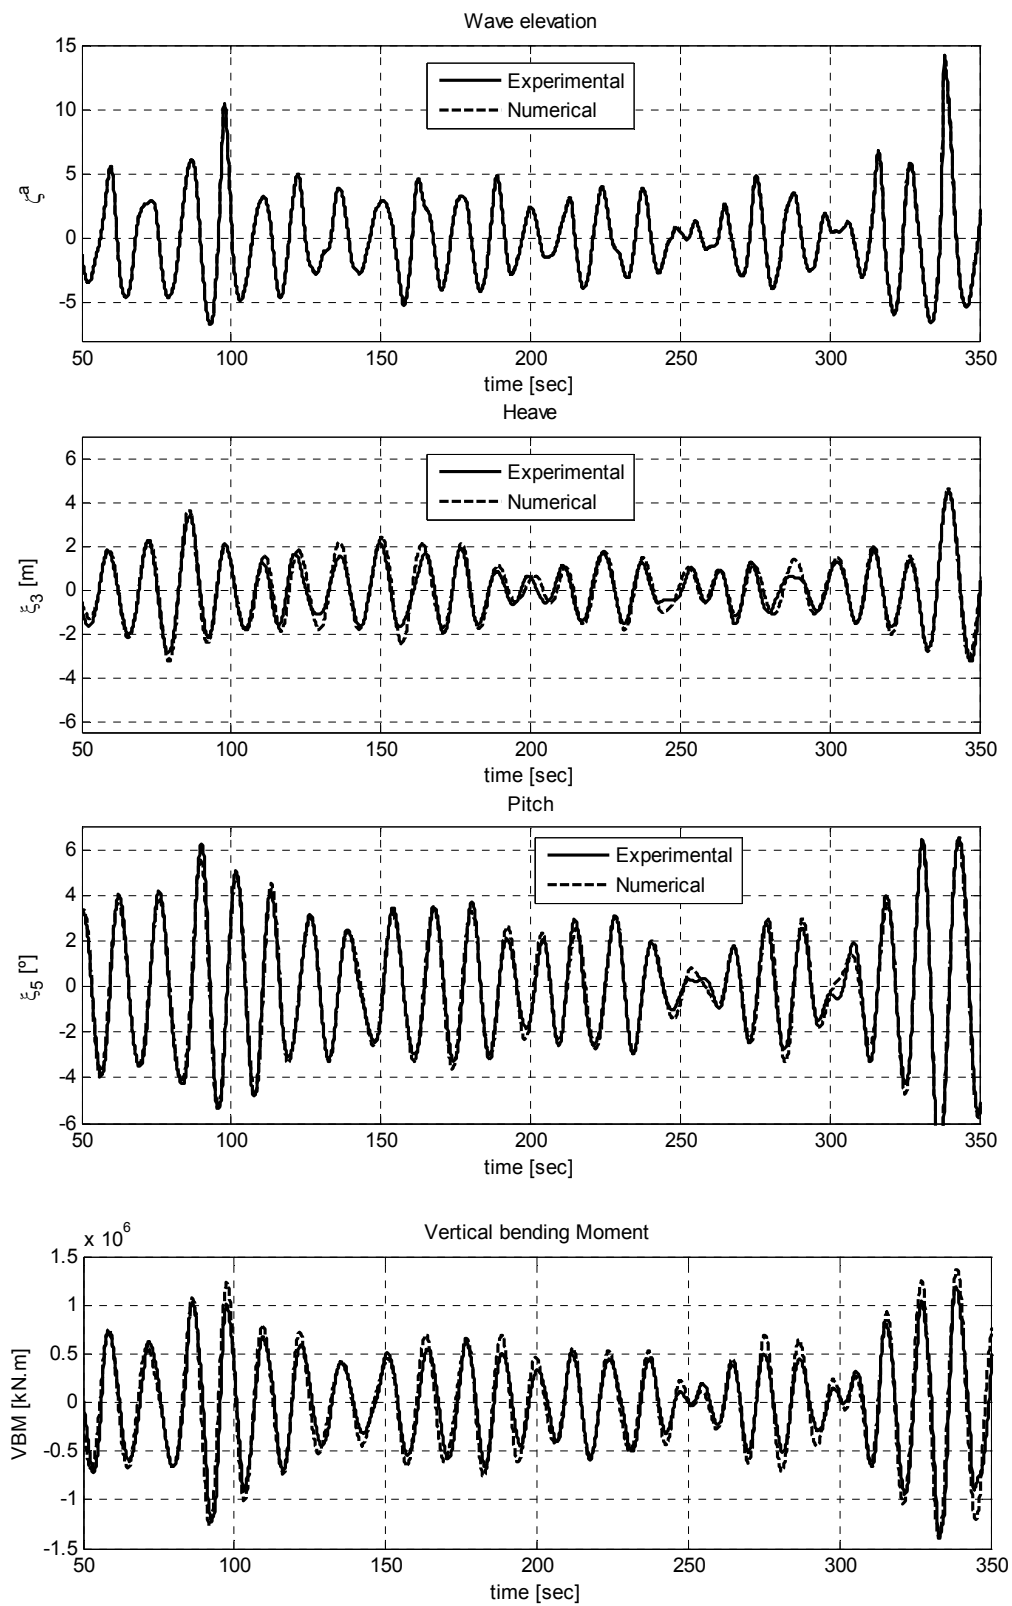 Wave elevation
15
10
5
0
-5
ζᵃ
Experimental
Numerical
50 100 150 200 250 300 350
time [sec]
Heave
6
4
2
0
-2
-4
-6
ξ₃ [m]
Experimental
Numerical
50 100 150 200 250 300 350
time [sec]
Pitch
6
4
2
0
-2
-4
-6
ξ₅ [º]
Experimental
Numerical
50 100 150 200 250 300 350
time [sec]
Vertical bending Moment
x 10⁶
1.5
1
0.5
0
-0.5
-1
-1.5
VBM [kN.m]
50 100 150 200 250 300 350
time [sec]